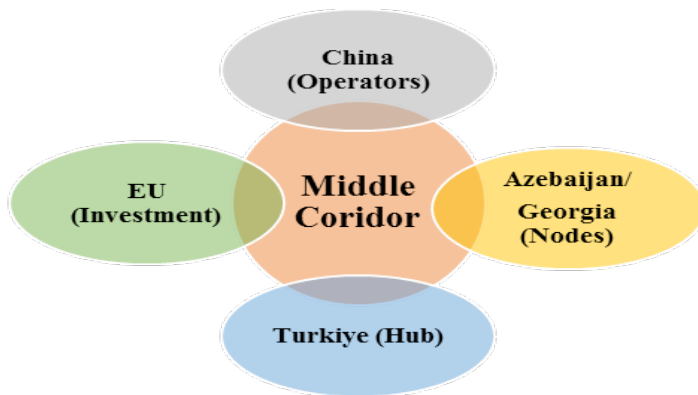 China
(Operators)
EU
(Investment)
Middle
Coridor
Azebaijan/
Georgia
(Nodes)
Turkiye (Hub)